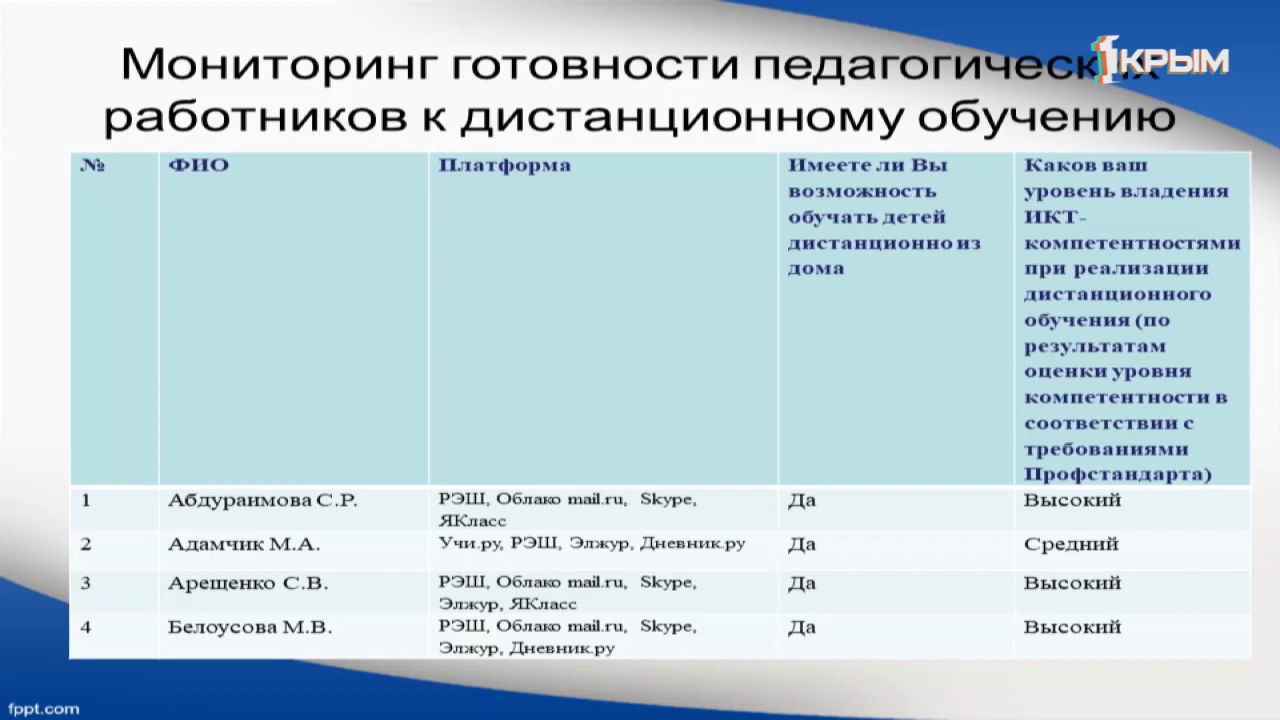 Мониторинг готовности педагогических
1 КРЫМ
работников к дистанционному обучению
№
ФИО
Платформа
Имеете ли Вы
возможность
обучать детей
дистанционно из
дома
Каков ваш
уровень владения
ИКТ-
компетентностями
при реализации
дистанционного
обучения (по
результатам
оценки уровня
компетентности в
соответствии с
требованиями
Профстандарта)
1
Абдураимова С.Р.
РЭШ, Облако mail.ru, Skype,
ЯКласс
Да
Высокий
2
Адамчик М.А.
Учи.ру, РЭШ, Элжур, Дневник.ру
Да
Средний
3
Арещенко С.В.
РЭШ, Облако mail.ru, Skype,
Элжур, ЯКласс
Да
Высокий
4
Белоусова М.В.
РЭШ, Облако mail.ru, Skype,
Элжур, Дневник.ру
Да
Высокий
fppt.com